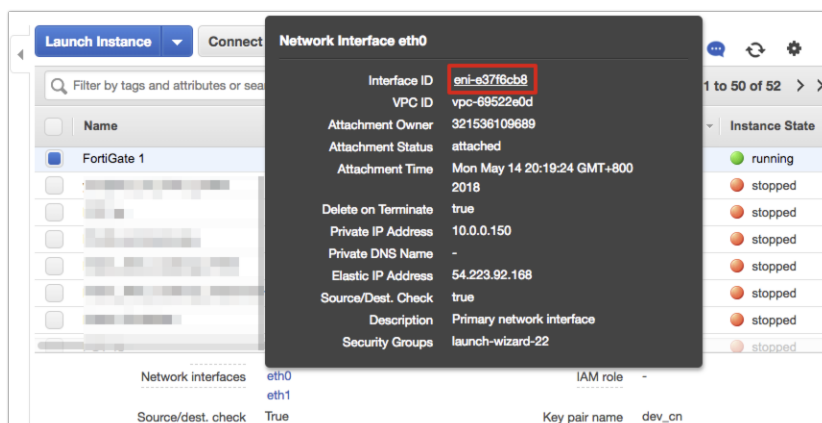 Launch Instance
Connect
Filter by tags and attributes or sea
1 to 50 of 52
Name
Instance State
FortiGate 1
running
stopped
stopped
stopped
stopped
stopped
stopped
stopped
Network Interface eth0
Interface ID eni-e37f6cb8
VPC ID vpc-69522e0d
Attachment Owner 321536109689
Attachment Status attached
Attachment Time Mon May 14 20:19:24 GMT+800
2018
Delete on Terminate true
Private IP Address 10.0.0.150
Private DNS Name -
Elastic IP Address 54.223.92.168
Source/Dest. Check true
Description Primary network interface
Security Groups launch-wizard-22
Network interfaces eth0
eth1
IAM role -
Source/dest. check True
Key pair name dev_cn